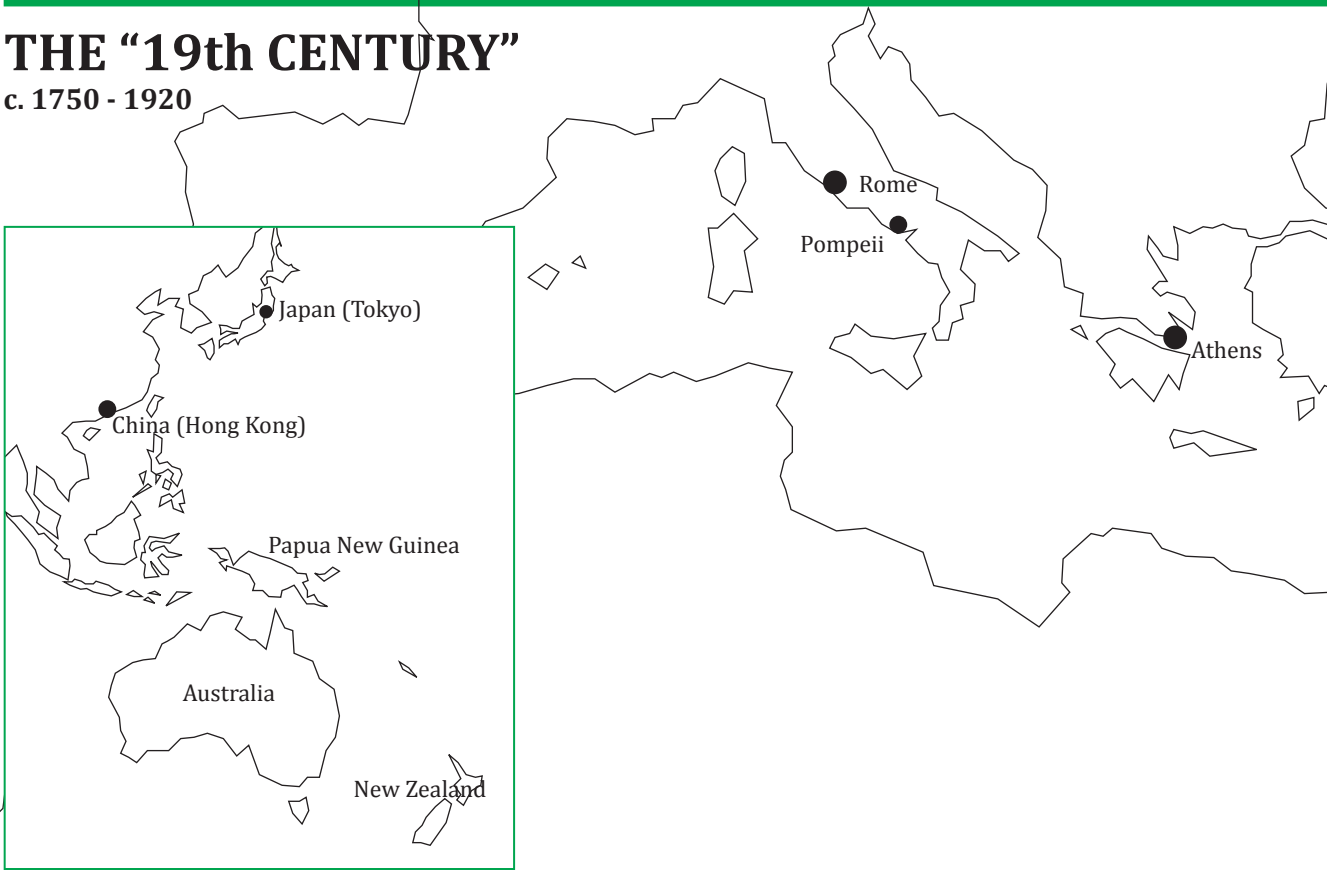 THE “19th CENTURY”
c. 1750 - 1920
Rome
Pompeii
Athens
Japan (Tokyo)
China (Hong Kong)
Papua New Guinea
Australia
New Zealand